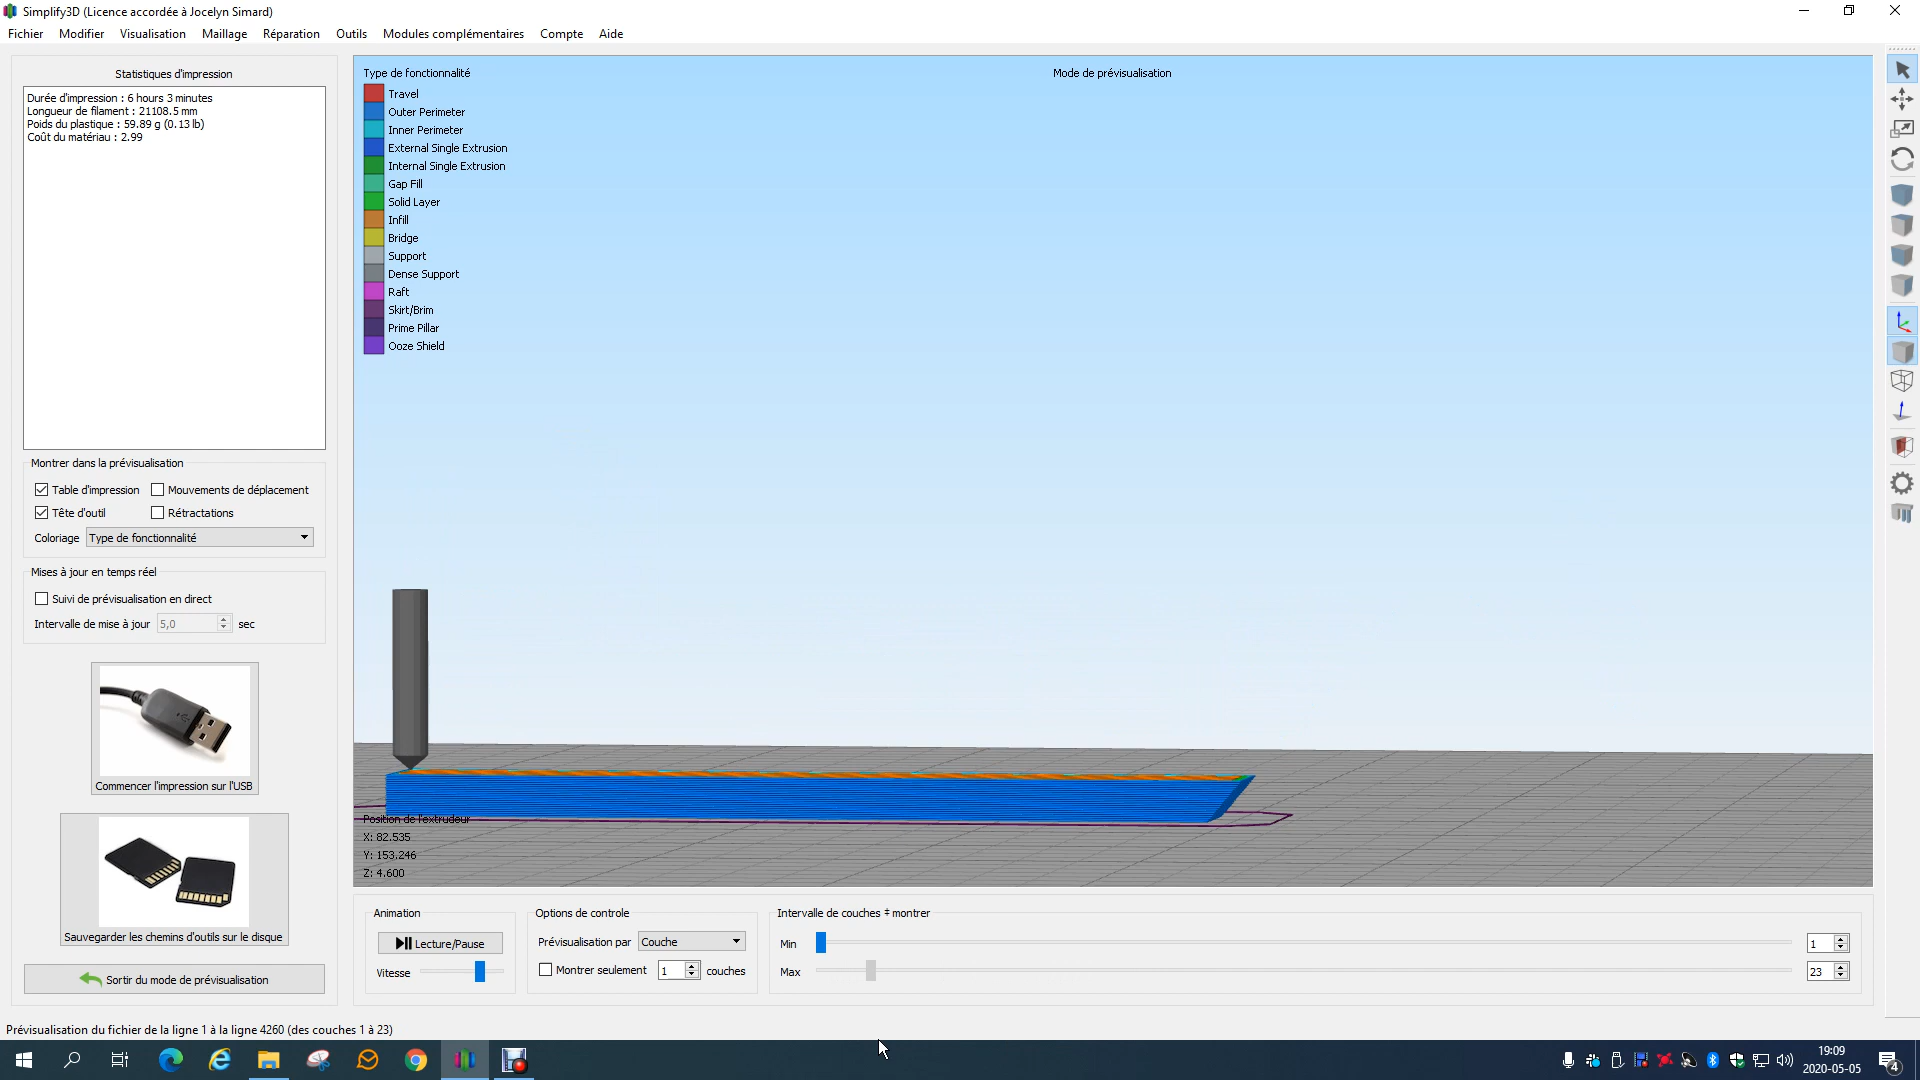 Simplify3D (Licence accordée à Jocelyn Simard)
Fichier Modifier Visualisation Maillage Réparation Outils Modules complémentaires Compte Aide
Statistiques d'impression
Durée d'impression : 6 hours 3 minutes
Longueur de filament : 21108.5 mm
Poids du plastique : 59.89 g (0.13 lb)
Coût du matériau : 2.99
Montrer dans la prévisualisation
Table d'impression Mouvements de déplacement
Tête d'outil Rétractations
Coloriage Type de fonctionnalité
Mises à jour en temps réel
Suivi de prévisualisation en direct
Intervalle de mise à jour 5,0 sec
Commencer l'impression sur l'USB
Sauvegarder les chemins d'outils sur le disque
Sortir du mode de prévisualisation
Type de fonctionnalité
Travel
Outer Perimeter
Inner Perimeter
External Single Extrusion
Internal Single Extrusion
Gap Fill
Solid Layer
Infill
Bridge
Support
Dense Support
Raft
Skirt/Brim
Prime Pillar
Ooze Shield
Mode de prévisualisation
Position de l'extrudeur
X: 82.535
Y: 153.246
Z: 4.600
Animation
Lecture/Pause
Vitesse
Options de controle
Prévisualisation par Couche
Montrer seulement 1 couches
Intervalle de couches ‡ montrer
Min 1
Max 23
Prévisualisation du fichier de la ligne 1 à la ligne 4260 (des couches 1 à 23)
19:09
2020-05-05
4